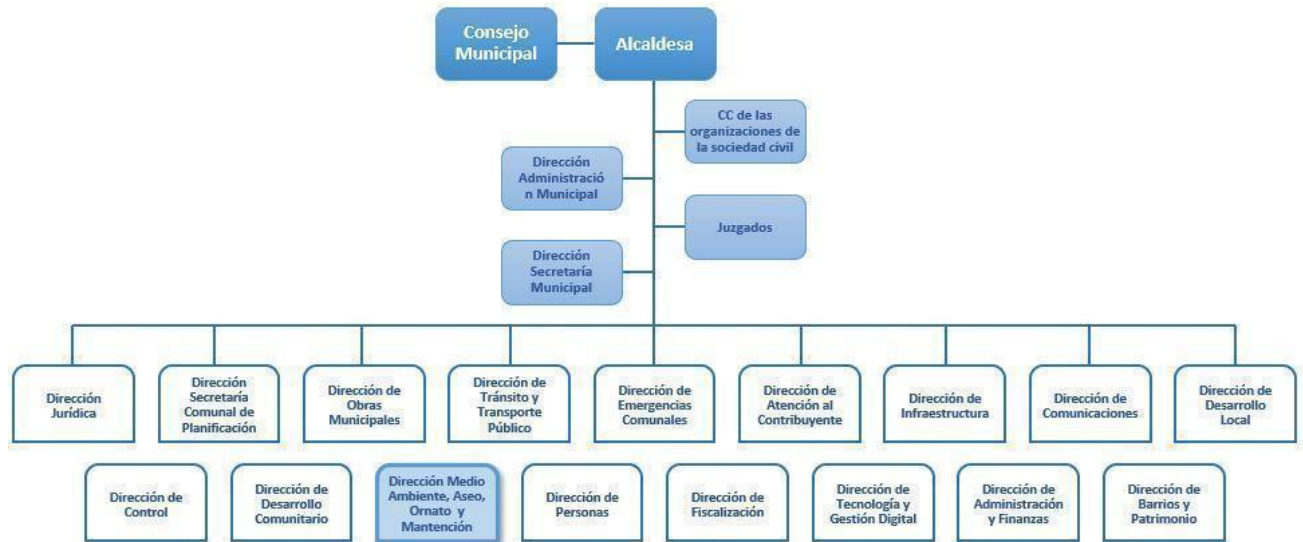 Consejo
Municipal
Alcaldesa
CC de las
organizaciones de
la sociedad civil
Dirección
Administració
n Municipal
Juzgados
Dirección
Secretaría
Municipal
Dirección
Jurídica
Dirección
Secretaría
Comunal de
Planificación
Dirección de
Obras
Municipales
Dirección de
Tránsito y
Transporte
Público
Dirección de
Emergencias
Comunales
Dirección de
Atención al
Contribuyente
Dirección de
Infraestructura
Dirección de
Comunicaciones
Dirección de
Desarrollo
Local
Dirección de
Control
Dirección de
Desarrollo
Comunitario
Dirección Medio
Ambiente, Aseo,
Ornato y
Mantención
Dirección de
Personas
Dirección de
Fiscalización
Dirección de
Tecnología y
Gestión Digital
Dirección de
Administración
y Finanzas
Dirección de
Barrios y
Patrimonio